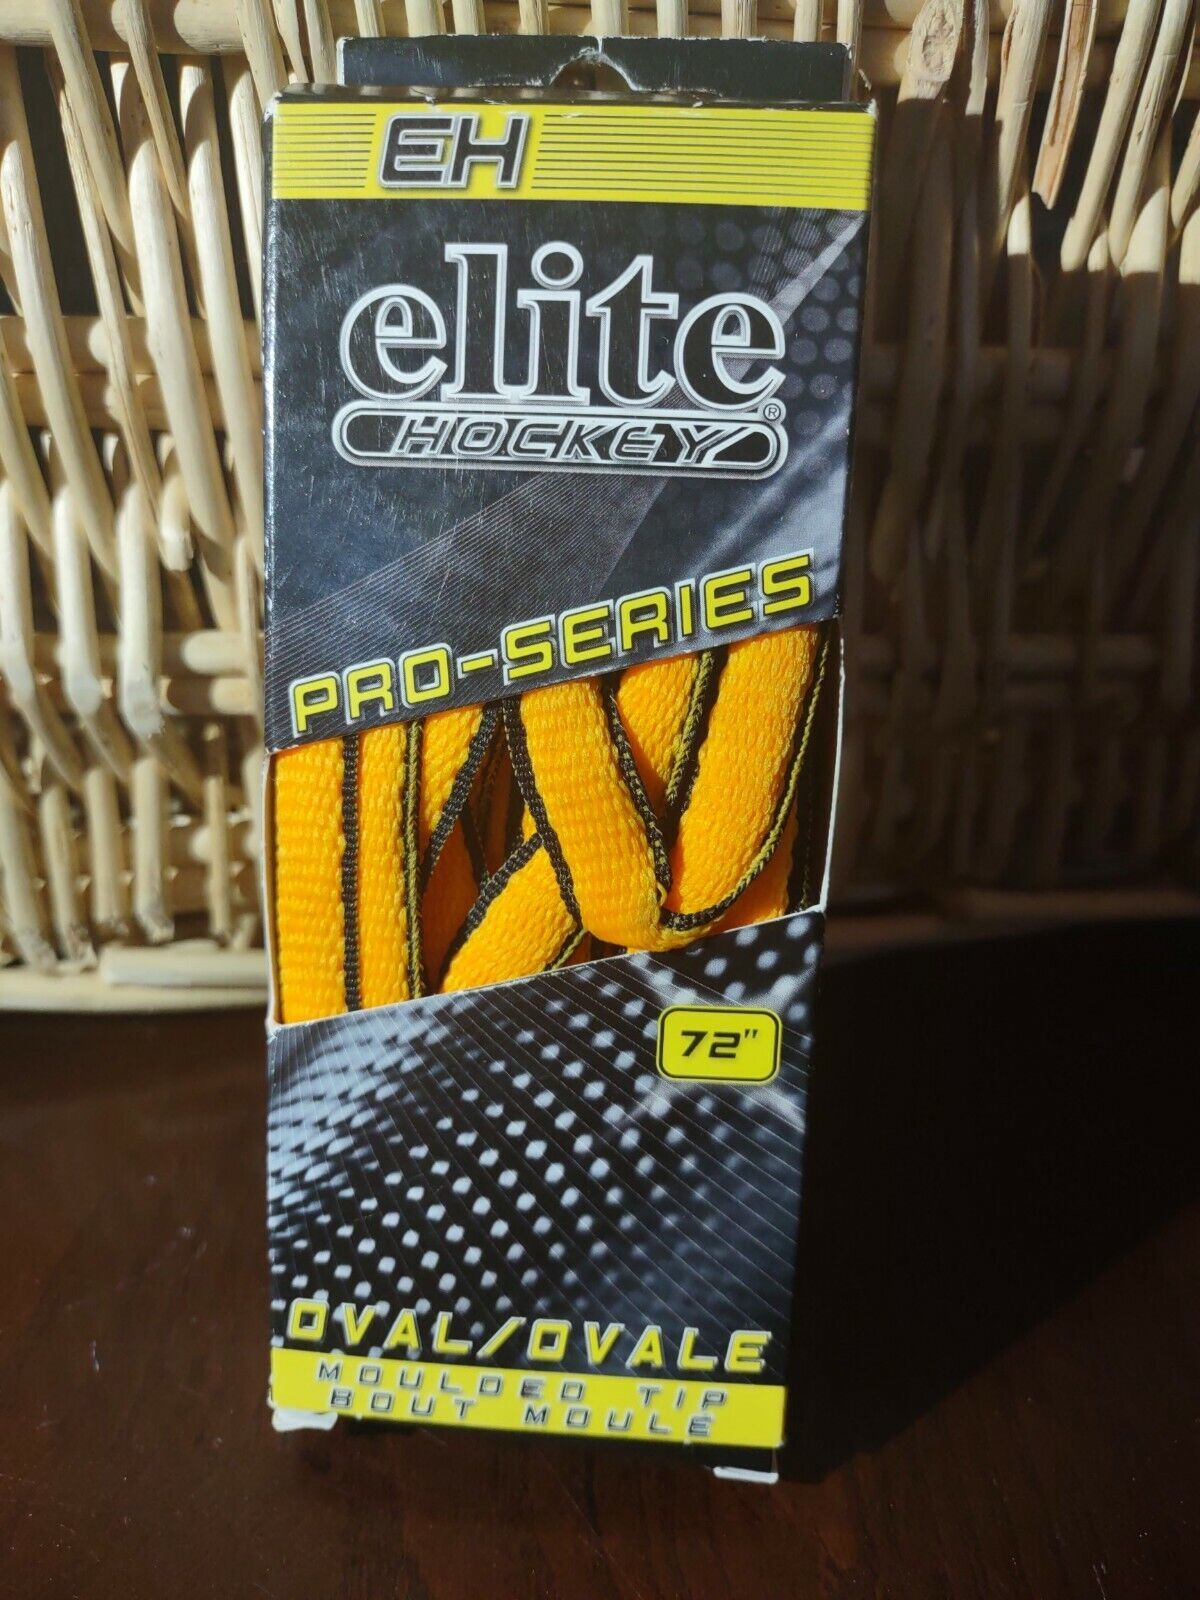 EH
elite
HOCKEY®
PRO-SERIES
72"
OVAL/OVALE
MOULDED TIP
BOUT MOULÉ